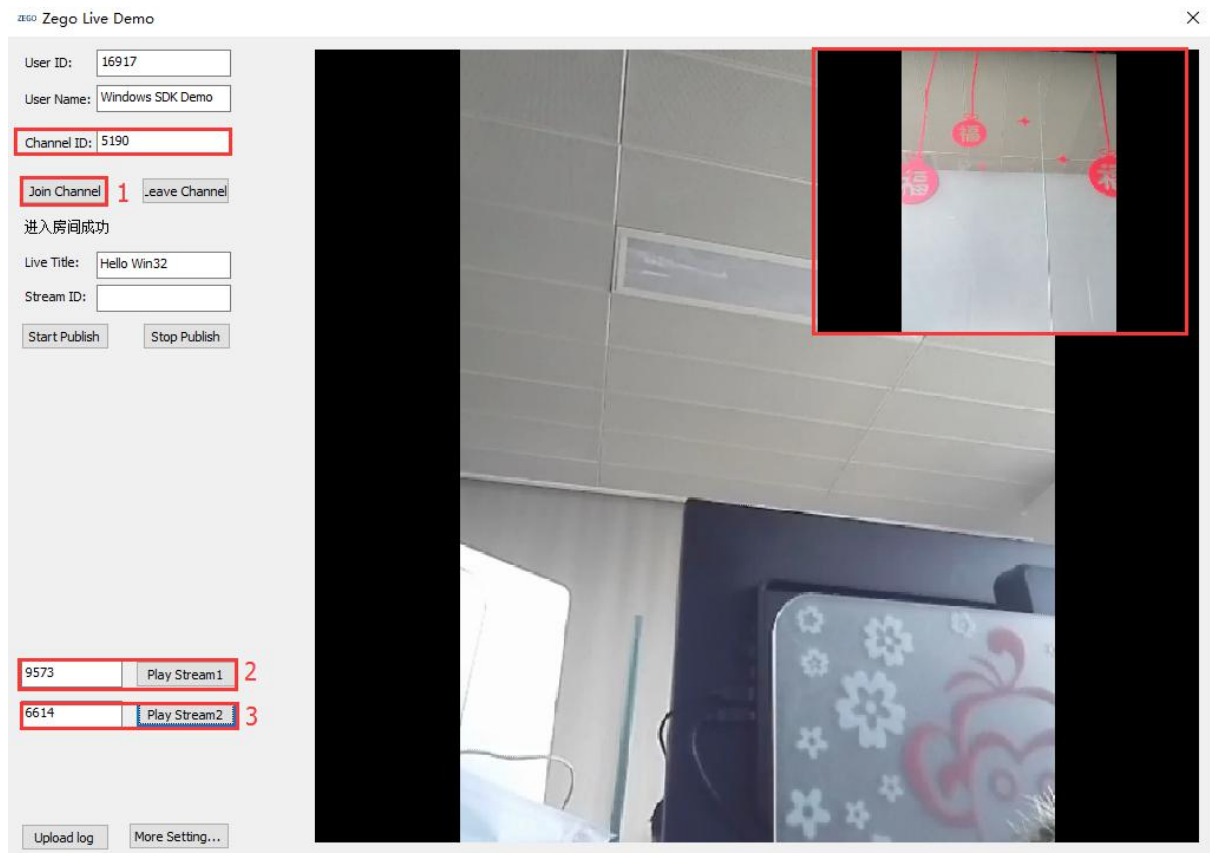 ZEGO Zego Live Demo
User ID: 16917
User Name: Windows SDK Demo
Channel ID: 5190
Join Channel 1 Leave Channel
进入房间成功
Live Title: Hello Win32
Stream ID:
Start Publish Stop Publish
福
福
福
9573 Play Stream1 2
6614 Play Stream2 3
Upload log More Setting...